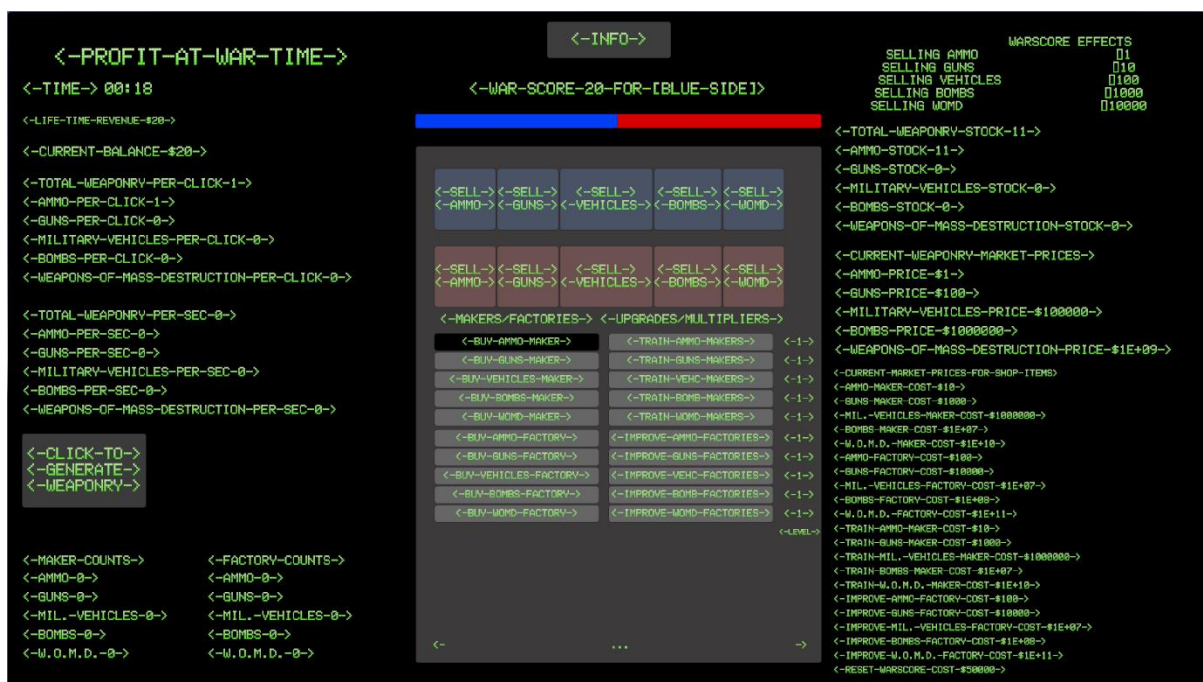 <-PROFIT-AT-WAR-TIME->
<-TIME-> 00:18
<-LIFE-TIME-REVENUE-$20->
<-CURRENT-BALANCE-$20->
<-TOTAL-WEAPONRY-PER-CLICK-1->
<-AMMO-PER-CLICK-1->
<-GUNS-PER-CLICK-0->
<-MILITARY-VEHICLES-PER-CLICK-0->
<-BOMBS-PER-CLICK-0->
<-WEAPONS-OF-MASS-DESTRUCTION-PER-CLICK-0->
<-TOTAL-WEAPONRY-PER-SEC-0->
<-AMMO-PER-SEC-0->
<-GUNS-PER-SEC-0->
<-MILITARY-VEHICLES-PER-SEC-0->
<-BOMBS-PER-SEC-0->
<-WEAPONS-OF-MASS-DESTRUCTION-PER-SEC-0->
<-CLICK-TO->
<-GENERATE->
<-WEAPONRY->
<-MAKER-COUNTS-> <-FACTORY-COUNTS->
<-AMMO-0-> <-AMMO-0->
<-GUNS-0-> <-GUNS-0->
<-MIL.-VEHICLES-0-> <-MIL.-VEHICLES-0->
<-BOMBS-0-> <-BOMBS-0->
<-W.O.M.D.-0-> <-W.O.M.D.-0->
<-INFO->
<-WAR-SCORE-20-FOR-[BLUE-SIDE]>
<-SELL-> <-SELL-> <-SELL-> <-SELL-> <-SELL->
<-AMMO-> <-GUNS-> <-VEHICLES-> <-BOMBS-> <-WOMD->
<-SELL-> <-SELL-> <-SELL-> <-SELL-> <-SELL->
<-AMMO-> <-GUNS-> <-VEHICLES-> <-BOMBS-> <-WOMD->
<-MAKERS/FACTORIES-> <-UPGRADES/MULTIPLIERS->
<-BUY-AMMO-MAKER-> <-TRAIN-AMMO-MAKERS-> <-1->
<-BUY-GUNS-MAKER-> <-TRAIN-GUNS-MAKERS-> <-1->
<-BUY-VEHICLES-MAKER-> <-TRAIN-VEHC-MAKERS-> <-1->
<-BUY-BOMBS-MAKER-> <-TRAIN-BOMB-MAKERS-> <-1->
<-BUY-WOMD-MAKER-> <-TRAIN-WOMD-MAKERS-> <-1->
<-BUY-AMMO-FACTORY-> <-IMPROVE-AMMO-FACTORIES-> <-1->
<-BUY-GUNS-FACTORY-> <-IMPROVE-GUNS-FACTORIES-> <-1->
<-BUY-VEHICLES-FACTORY-> <-IMPROVE-VEHC-FACTORIES-> <-1->
<-BUY-BOMBS-FACTORY-> <-IMPROVE-BOMB-FACTORIES-> <-1->
<-BUY-WOMD-FACTORY-> <-IMPROVE-WOMD-FACTORIES-> <-1->
<-LEVEL->
<- ... ->
WARSCORE EFFECTS
SELLING AMMO ▯1
SELLING GUNS ▯10
SELLING VEHICLES ▯100
SELLING BOMBS ▯1000
SELLING WOMD ▯10000
<-TOTAL-WEAPONRY-STOCK-11->
<-AMMO-STOCK-11->
<-GUNS-STOCK-0->
<-MILITARY-VEHICLES-STOCK-0->
<-BOMBS-STOCK-0->
<-WEAPONS-OF-MASS-DESTRUCTION-STOCK-0->
<-CURRENT-WEAPONRY-MARKET-PRICES->
<-AMMO-PRICE-$1->
<-GUNS-PRICE-$100->
<-MILITARY-VEHICLES-PRICE-$100000->
<-BOMBS-PRICE-$1000000->
<-WEAPONS-OF-MASS-DESTRUCTION-PRICE-$1E+09->
<-CURRENT-MARKET-PRICES-FOR-SHOP-ITEMS>
<-AMMO-MAKER-COST-$10->
<-GUNS-MAKER-COST-$1000->
<-MIL.-VEHICLES-MAKER-COST-$1000000->
<-BOMBS-MAKER-COST-$1E+07->
<-W.O.M.D.-MAKER-COST-$1E+10->
<-AMMO-FACTORY-COST-$100->
<-GUNS-FACTORY-COST-$10000->
<-MIL.-VEHICLES-FACTORY-COST-$1E+07->
<-BOMBS-FACTORY-COST-$1E+08->
<-W.O.M.D.-FACTORY-COST-$1E+11->
<-TRAIN-AMMO-MAKER-COST-$10->
<-TRAIN-GUNS-MAKER-COST-$1000->
<-TRAIN-MIL.-VEHICLES-MAKER-COST-$1000000->
<-TRAIN-BOMBS-MAKER-COST-$1E+07->
<-TRAIN-W.O.M.D.-MAKER-COST-$1E+10->
<-IMPROVE-AMMO-FACTORY-COST-$100->
<-IMPROVE-GUNS-FACTORY-COST-$10000->
<-IMPROVE-MIL.-VEHICLES-FACTORY-COST-$1E+07->
<-IMPROVE-BOMBS-FACTORY-COST-$1E+08->
<-IMPROVE-W.O.M.D.-FACTORY-COST-$1E+11->
<-RESET-WARSCORE-COST-$50000->